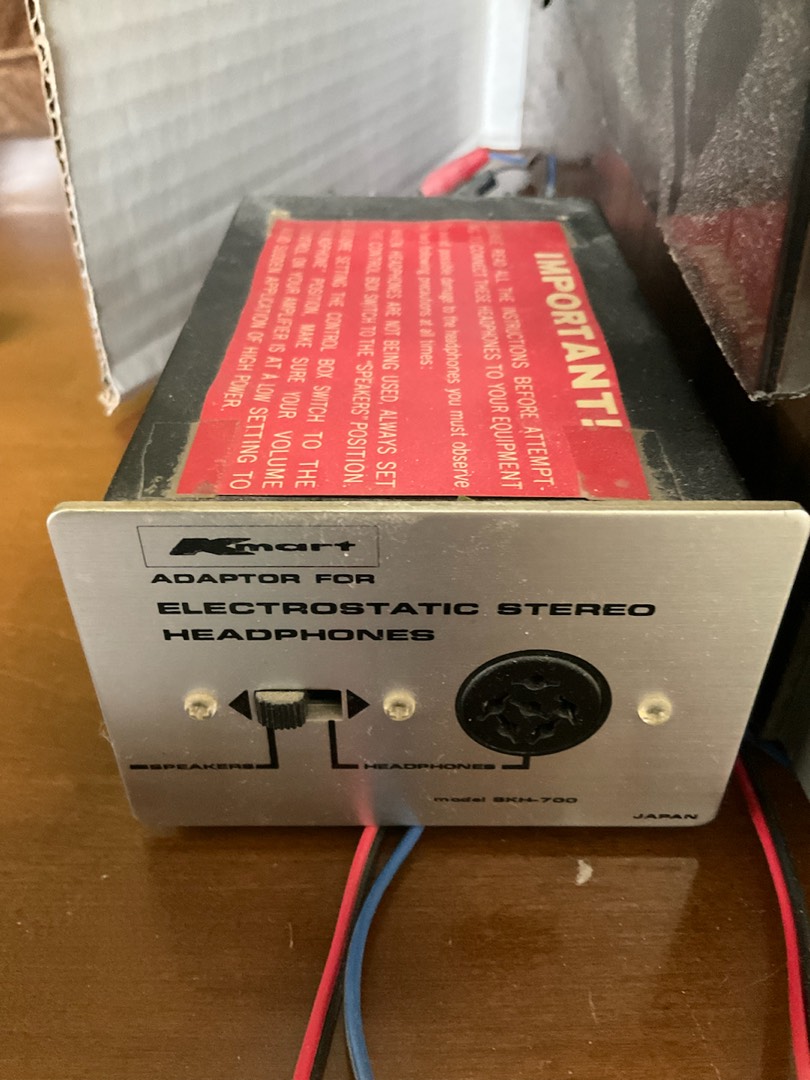 IMPORTANT!
READ ALL THE INSTRUCTIONS BEFORE ATTEMPT-
TO CONNECT THESE HEADPHONES TO YOUR EQUIPMENT
possible damage to the headphones you must observe
following precautions at all times:
HEADPHONES ARE NOT BEING USED ALWAYS SET
CONTROL BOX SWITCH TO THE 'SPEAKERS' POSITION.
SETTING THE CONTROL BOX SWITCH TO THE
POSITION, MAKE SURE YOUR VOLUME
ON YOUR AMPLIFIER IS AT A LOW SETTING TO
SUDDEN APPLICATION OF HIGH POWER.
Kmart
ADAPTOR FOR
ELECTROSTATIC STEREO
HEADPHONES
SPEAKERS HEADPHONES
model SKH-700
JAPAN